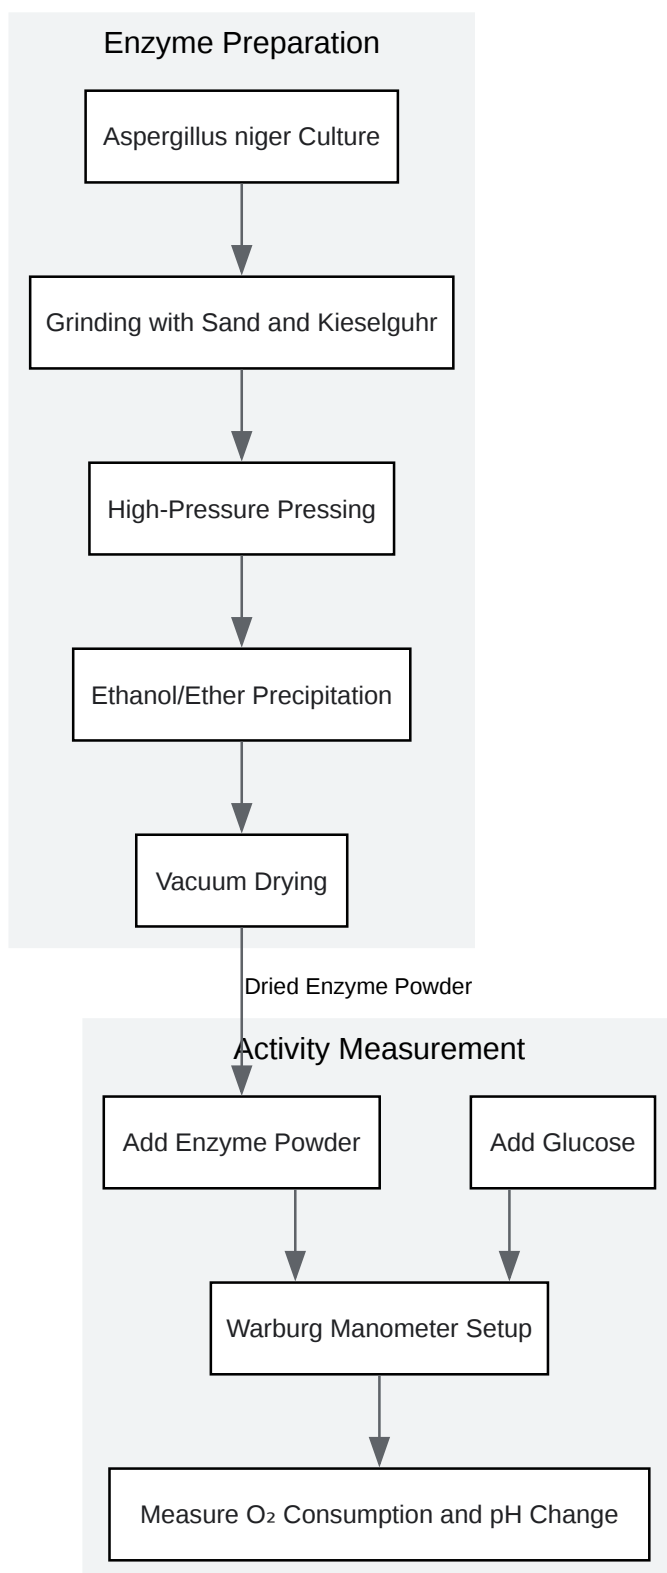 Enzyme Preparation
Aspergillus niger Culture
Grinding with Sand and Kieselguhr
High-Pressure Pressing
Ethanol/Ether Precipitation
Vacuum Drying
Dried Enzyme Powder
Activity Measurement
Add Enzyme Powder
Add Glucose
Warburg Manometer Setup
Measure O₂ Consumption and pH Change